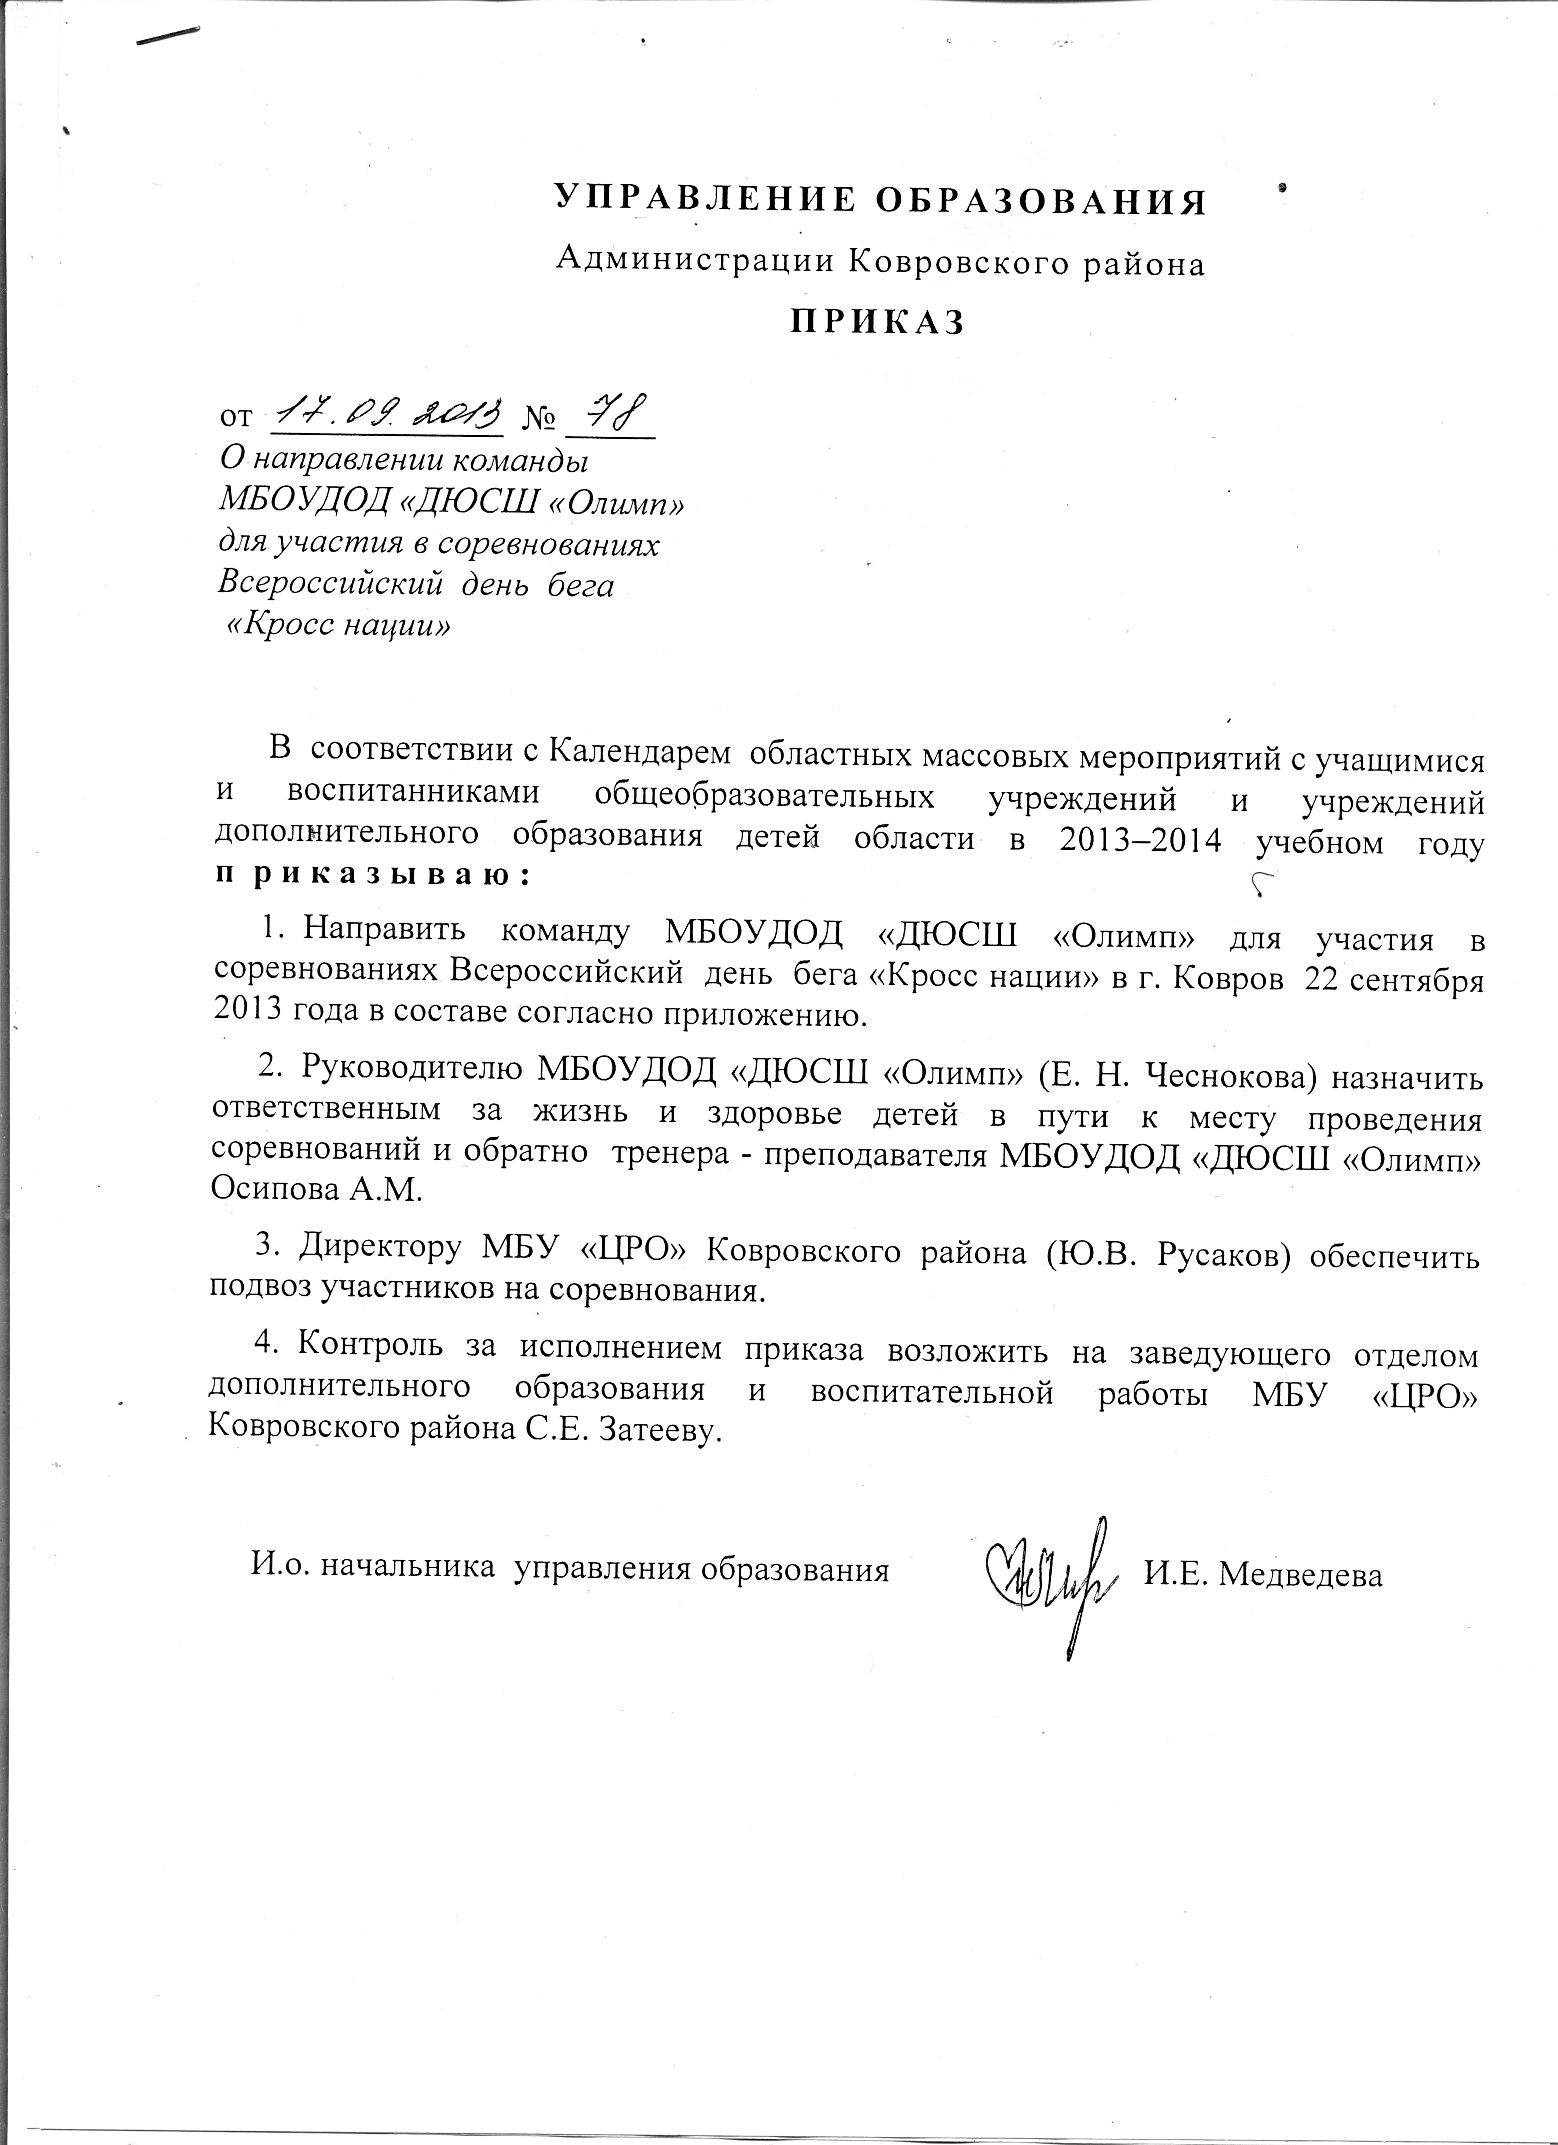 УПРАВЛЕНИЕ ОБРАЗОВАНИЯ
Администрации Ковровского района
ПРИКАЗ
от 17.09.2013 № 78
О направлении команды
МБОУДОД «ДЮСШ «Олимп»
для участия в соревнованиях
Всероссийский день бега
«Кросс нации»
В соответствии с Календарем областных массовых мероприятий с учащимися
и воспитанниками общеобразовательных учреждений и учреждений
дополнительного образования детей области в 2013–2014 учебном году
п р и к а з ы в а ю :
1. Направить команду МБОУДОД «ДЮСШ «Олимп» для участия в
соревнованиях Всероссийский день бега «Кросс нации» в г. Ковров 22 сентября
2013 года в составе согласно приложению.
2. Руководителю МБОУДОД «ДЮСШ «Олимп» (Е. Н. Чеснокова) назначить
ответственным за жизнь и здоровье детей в пути к месту проведения
соревнований и обратно тренера - преподавателя МБОУДОД «ДЮСШ «Олимп»
Осипова А.М.
3. Директору МБУ «ЦРО» Ковровского района (Ю.В. Русаков) обеспечить
подвоз участников на соревнования.
4. Контроль за исполнением приказа возложить на заведующего отделом
дополнительного образования и воспитательной работы МБУ «ЦРО»
Ковровского района С.Е. Затееву.
И.о. начальника управления образования И.Е. Медведева